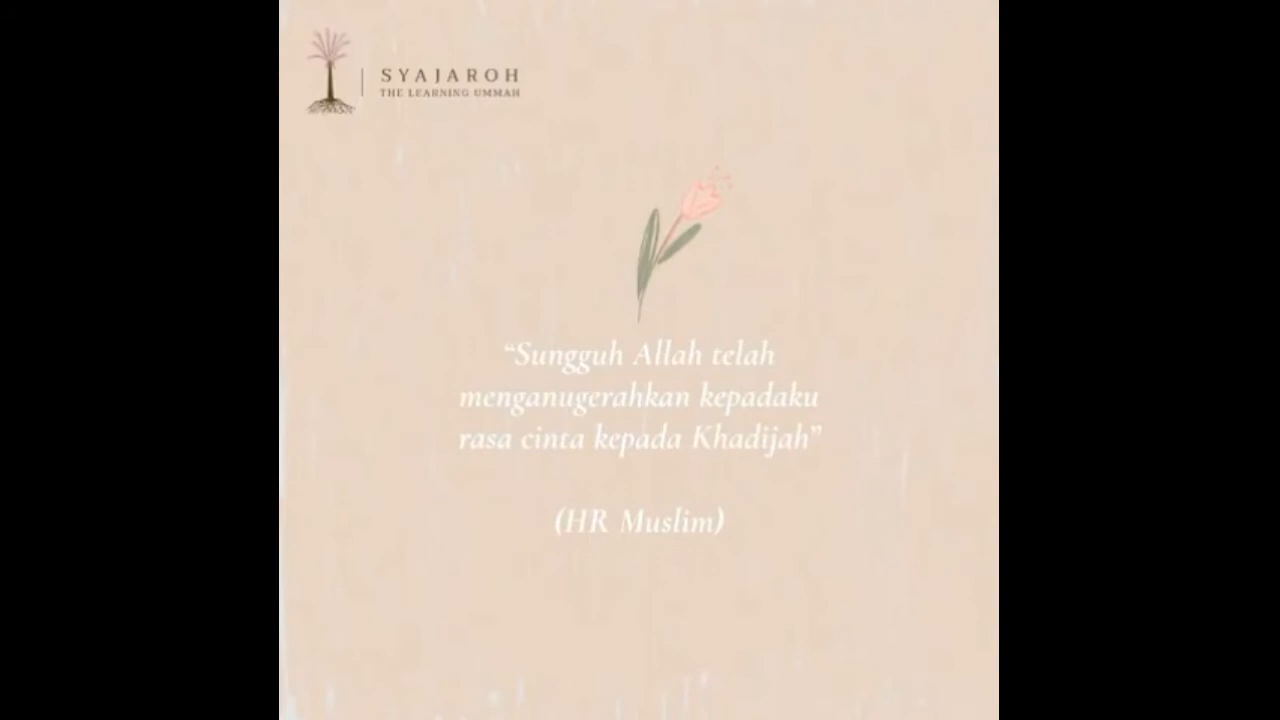 SYAJAROH
THE LEARNING UMMAH
“Sungguh Allah telah
menganugerahkan kepadaku
rasa cinta kepada Khadijah”
(HR Muslim)